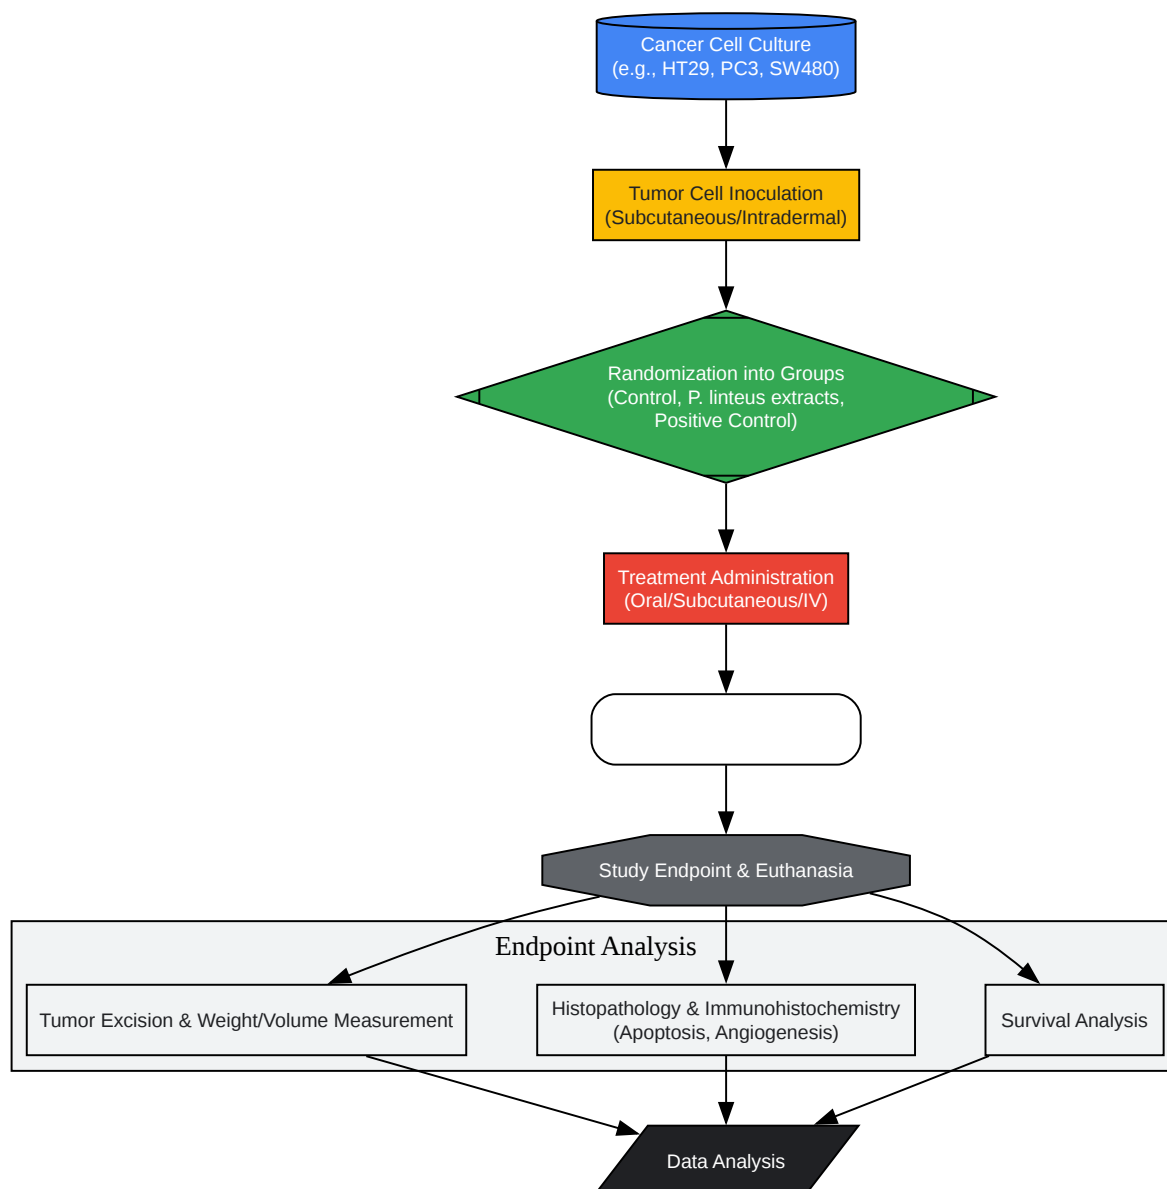 Cancer Cell Culture
(e.g., HT29, PC3, SW480)
Tumor Cell Inoculation
(Subcutaneous/Intradermal)
Randomization into Groups
(Control, P. linteus extracts,
Positive Control)
Treatment Administration
(Oral/Subcutaneous/IV)
Study Endpoint & Euthanasia
Endpoint Analysis
Tumor Excision & Weight/Volume Measurement
Histopathology & Immunohistochemistry
(Apoptosis, Angiogenesis)
Survival Analysis
Data Analysis